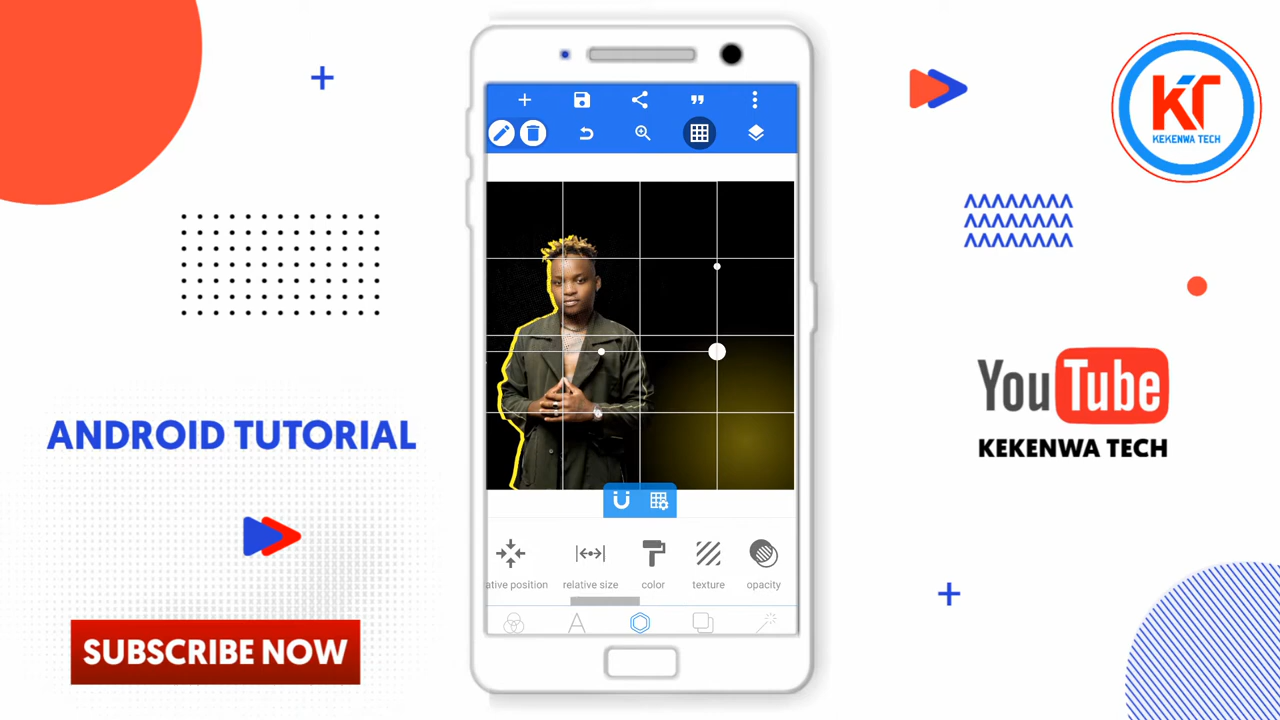 KT
KEKENWA TECH
YouTube
KEKENWA TECH
ANDROID TUTORIAL
SUBSCRIBE NOW
ative position
relative size
color
texture
opacity
A